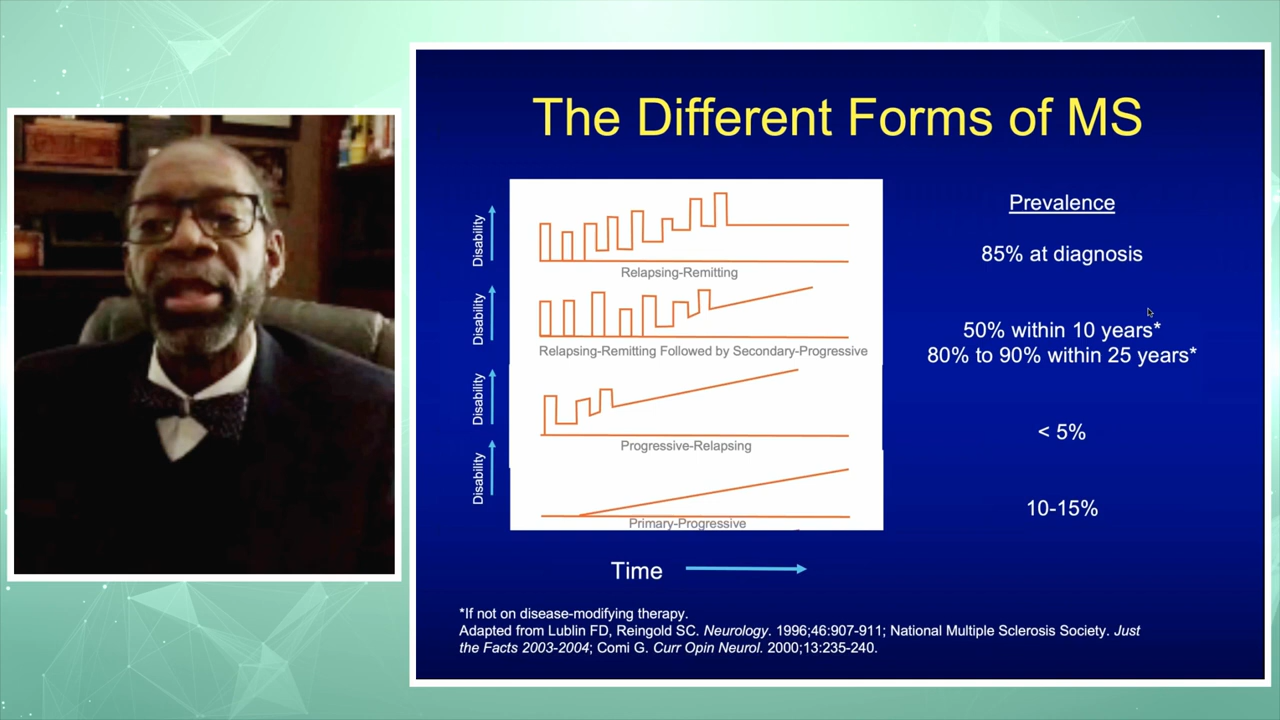 The Different Forms of MS
Prevalence
Disability
Relapsing-Remitting
85% at diagnosis
Disability
Relapsing-Remitting Followed by Secondary-Progressive
50% within 10 years*
80% to 90% within 25 years*
Disability
Progressive-Relapsing
< 5%
Disability
Primary-Progressive
10-15%
Time
*If not on disease-modifying therapy.
Adapted from Lublin FD, Reingold SC. Neurology. 1996;46:907-911; National Multiple Sclerosis Society. Just
the Facts 2003-2004; Comi G. Curr Opin Neurol. 2000;13:235-240.